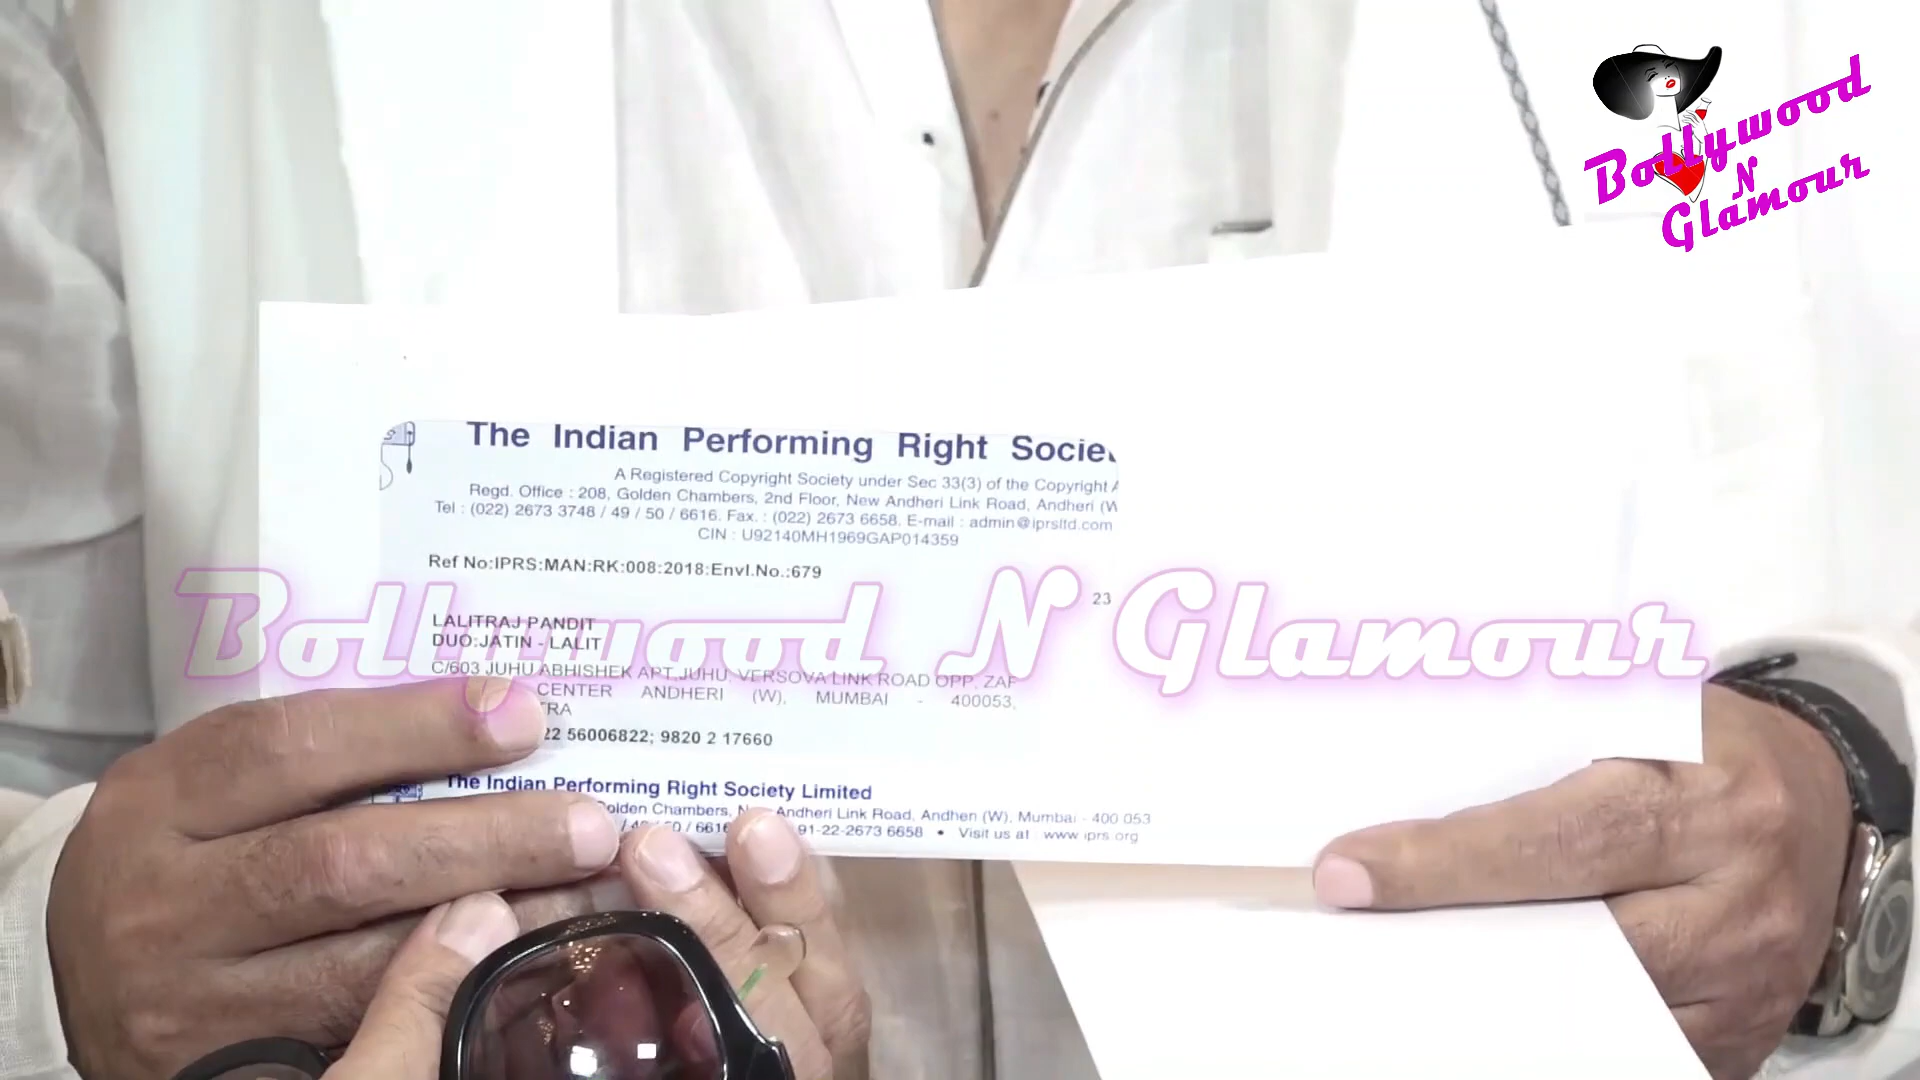 Bollywood
N
Glamour
The Indian Performing Right
A Registered Copyright Society under Sec 33(3) of the Copyright
Regd. Office : 208, Golden Chambers, 2nd Floor, New Andheri Link Road, Andheri (W
Tel : (022) 2673 3748 / 49 / 50 / 6616. Fax. : (022) 2673 6658. E-mail : admin@iprsltd.com
CIN : U92140MH1969GAP014359
Ref No:IPRS:MAN:RK:008:2018:Envl.No.:679
23
Bollywood N Glamour
LALITRAJ PANDIT
DUO:JATIN - LALIT
C/603 JUHU ABHISHEK APT,JUHU, VERSOVA LINK ROAD OPP. ZAF
CENTER ANDHERI (W), MUMBAI - 400053,
TRA
22 56006822; 9820 2 17660
The Indian Performing Right Society Limited
Golden Chambers, Andheri Link Road, Andheri (W), Mumbai - 400 053
50 / 6616 91-22-2673 6658 • Visit us at : www.iprs.org